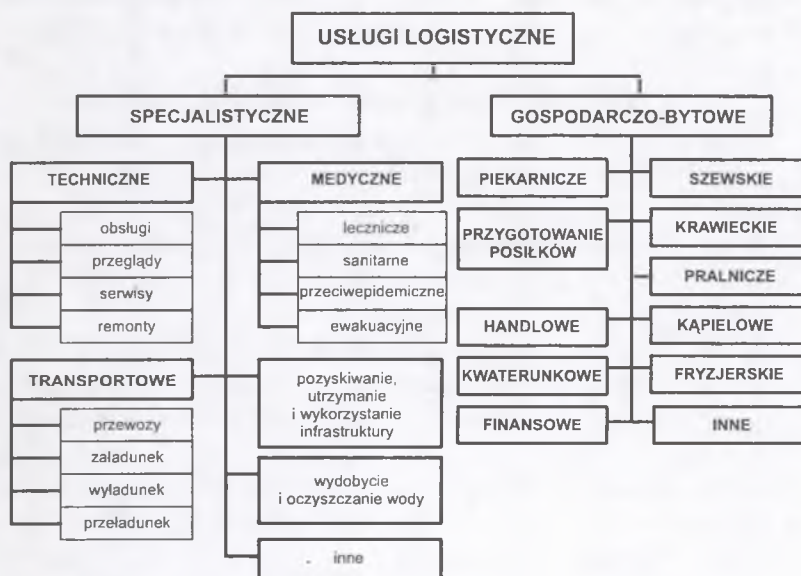 USŁUGI LOGISTYCZNE
SPECJALISTYCZNE
GOSPODARCZO-BYTOWE
TECHNICZNE
obsługi
przeglądy
serwisy
remonty
MEDYCZNE
lecznicze
sanitarne
przeciwepidemiczne
ewakuacyjne
TRANSPORTOWE
przewozy
załadunek
wyładunek
przeładunek
pozyskiwanie,
utrzymanie
i wykorzystanie
infrastruktury
wydobycie
i oczyszczanie wody
inne
PIEKARNICZE
PRZYGOTOWANIE
POSIŁKÓW
HANDLOWE
KWATERUNKOWE
FINANSOWE
SZEWSKIE
KRAWIECKIE
PRALNICZE
KĄPIELOWE
FRYZJERSKIE
INNE